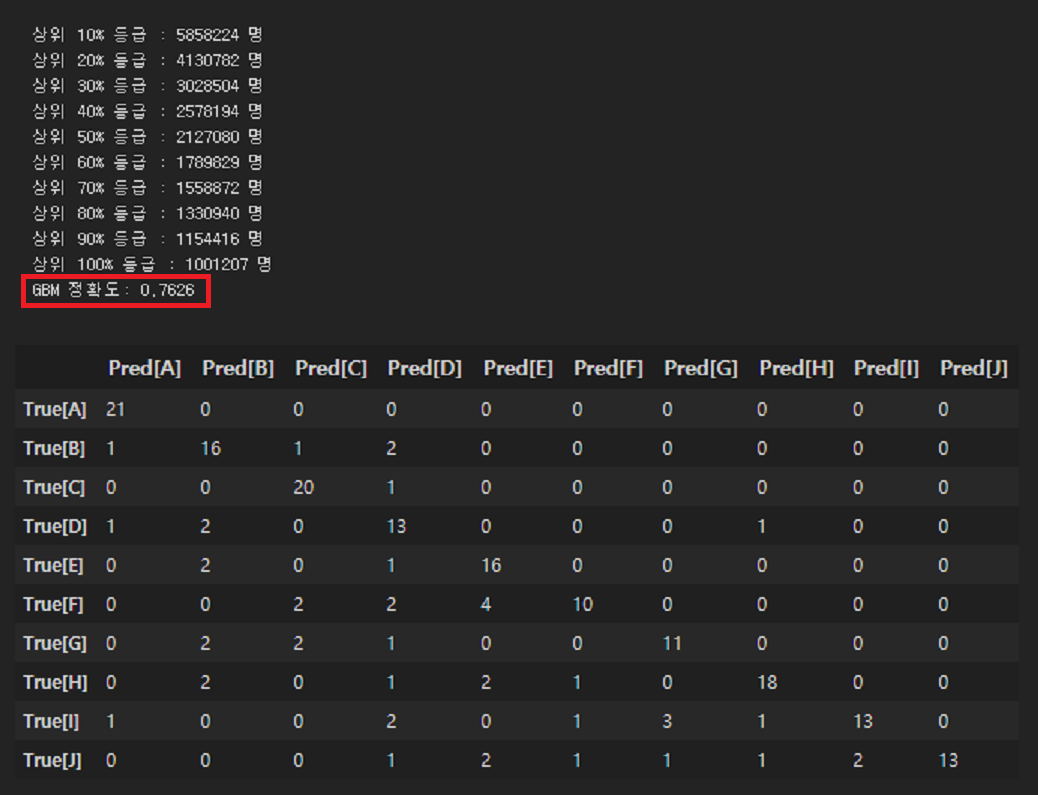 상위 10% 등급 : 5858224 명
상위 20% 등급 : 4130782 명
상위 30% 등급 : 3028504 명
상위 40% 등급 : 2578194 명
상위 50% 등급 : 2127080 명
상위 60% 등급 : 1789829 명
상위 70% 등급 : 1558872 명
상위 80% 등급 : 1330940 명
상위 90% 등급 : 1154416 명
상위 100% 등급 : 1001207 명
GBM 정확도: 0.7626
Pred[A] Pred[B] Pred[C] Pred[D] Pred[E] Pred[F] Pred[G] Pred[H] Pred[I] Pred[J]
True[A] 21 0 0 0 0 0 0 0 0 0
True[B] 1 16 1 2 0 0 0 0 0 0
True[C] 0 0 20 1 0 0 0 0 0 0
True[D] 1 2 0 13 0 0 0 1 0 0
True[E] 0 2 0 1 16 0 0 0 0 0
True[F] 0 0 2 2 4 10 0 0 0 0
True[G] 0 2 2 1 0 0 11 0 0 0
True[H] 0 2 0 1 2 1 0 18 0 0
True[I] 1 0 0 2 0 1 3 1 13 0
True[J] 0 0 0 1 2 1 1 1 2 13